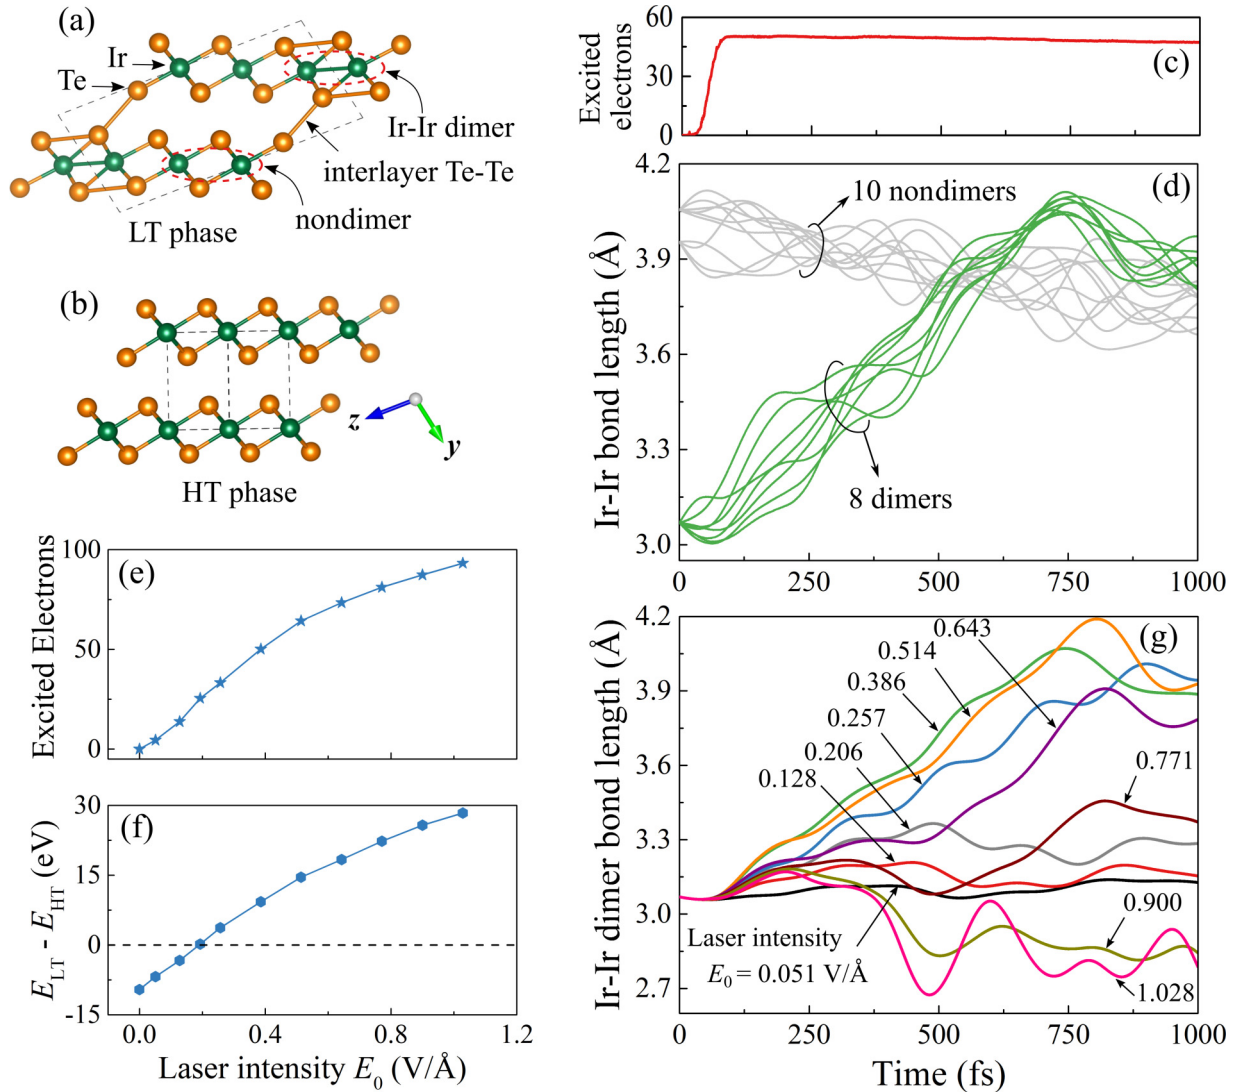 (a)
Ir
Te
Ir-Ir dimer
interlayer Te-Te
nondimer
LT phase
(b)
z
y
HT phase
(c)
Excited
electrons
60
30
0
(d)
Ir-Ir bond length (Å)
4.2
3.9
3.6
3.3
3.0
10 nondimers
8 dimers
0
250
500
750
1000
(e)
Excited Electrons
100
50
0
(f)
E_LT - E_HT (eV)
30
15
0
-15
0.0
0.4
0.8
1.2
Laser intensity E_0 (V/Å)
(g)
Ir-Ir dimer bond length (Å)
4.2
3.9
3.6
3.3
3.0
2.7
0.643
0.514
0.386
0.257
0.206
0.128
0.771
0.900
1.028
Laser intensity
E_0 = 0.051 V/Å
0
250
500
750
1000
Time (fs)